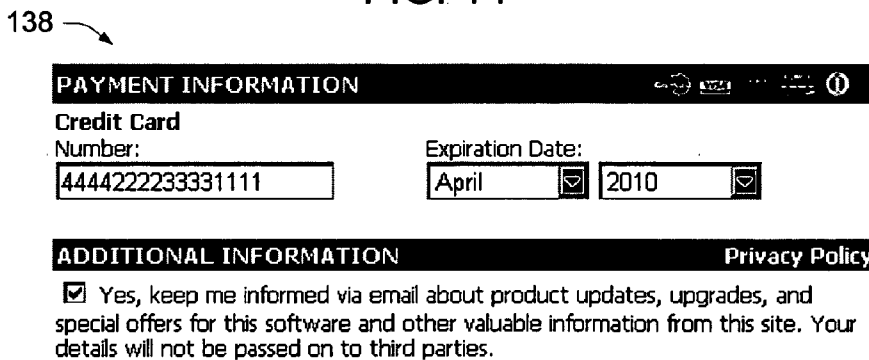 138
PAYMENT INFORMATION
Credit Card
Number: Expiration Date:
4444222233331111 April 2010
ADDITIONAL INFORMATION Privacy Policy
Yes, keep me informed via email about product updates, upgrades, and
special offers for this software and other valuable information from this site. Your
details will not be passed on to third parties.